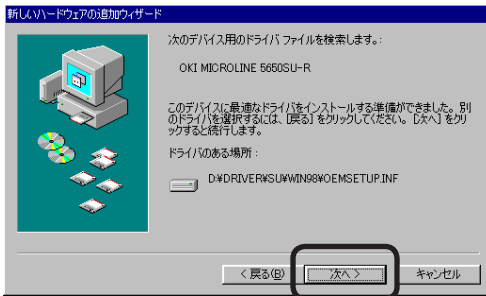 新しいハードウェアの追加ウィザード
次のデバイス用のドライバ ファイルを検索します。:
OKI MICROLINE 5650SU-R
このデバイスに最適なドライバをインストールする準備ができました。別
のドライバを選択するには、[戻る] をクリックしてください。[次へ] をクリ
ックすると続行します。
ドライバのある場所 :
D:¥DRIVER¥SU¥WIN98¥OEMSETUP.INF
< 戻る(B)
次へ >
キャンセル